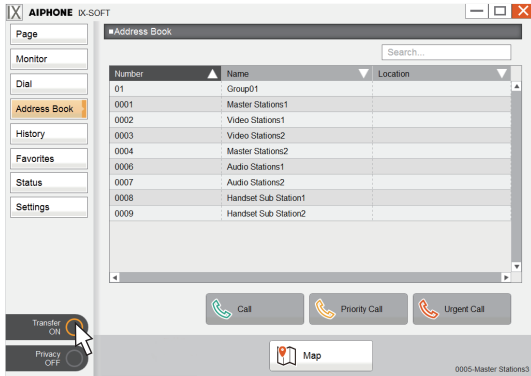 IX AIPHONE IX-SOFT
Page
Monitor
Dial
Address Book
History
Favorites
Status
Settings
Transfer
ON
Privacy
OFF
■Address Book
Search...
Number Name Location
01 Group01
0001 Master Stations1
0002 Video Stations1
0003 Video Stations2
0004 Master Stations2
0006 Audio Stations1
0007 Audio Stations2
0008 Handset Sub Station1
0009 Handset Sub Station2
Call Priority Call Urgent Call
Map
0005-Master Stations3